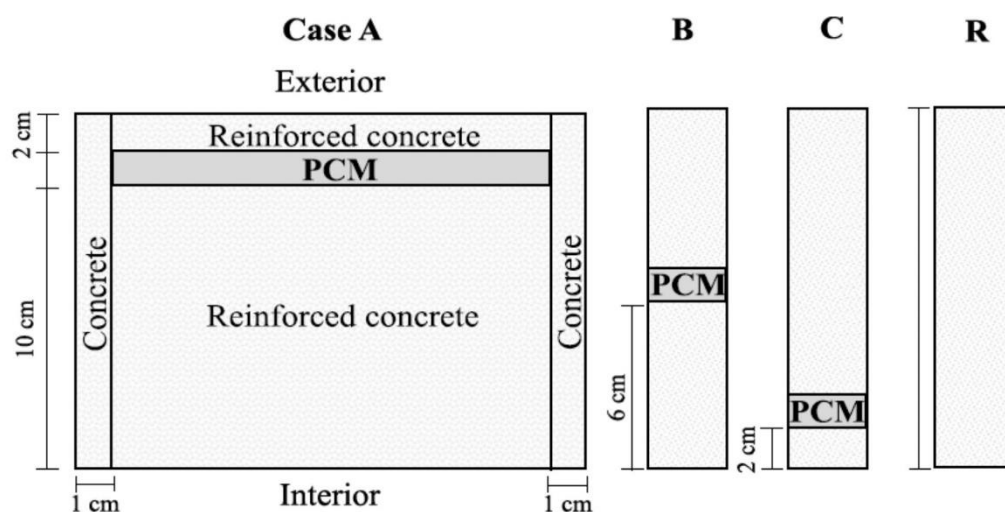 Case A
B
C
R
Exterior
2 cm
Reinforced concrete
PCM
Concrete
Reinforced concrete
Concrete
10 cm
PCM
6 cm
PCM
2 cm
Interior
1 cm
1 cm